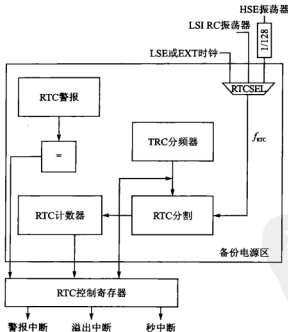 HSE振荡器
LSI RC振荡器
1/128
LSE或EXT时钟
RTCSEL
RTC警报
TRC分频器
fRTC
=
RTC计数器
RTC分割
备份电源区
RTC控制寄存器
警报中断
溢出中断
秒中断